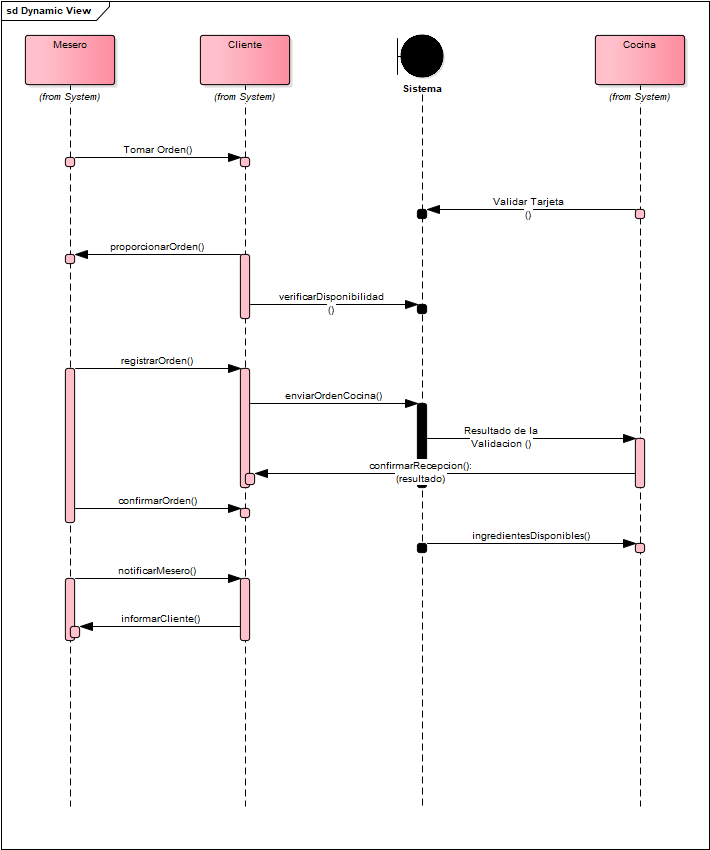 sd Dynamic View
Mesero
Cliente
Cocina
(from System)
(from System)
Sistema
(from System)
Tomar Orden()
Validar Tarjeta
()
proporcionarOrden()
verificarDisponibilidad
()
registrarOrden()
enviarOrdenCocina()
Resultado de la
Validacion ()
confirmarRecepcion():
(resultado)
confirmarOrden()
ingredientesDisponibles()
notificarMesero()
informarCliente()